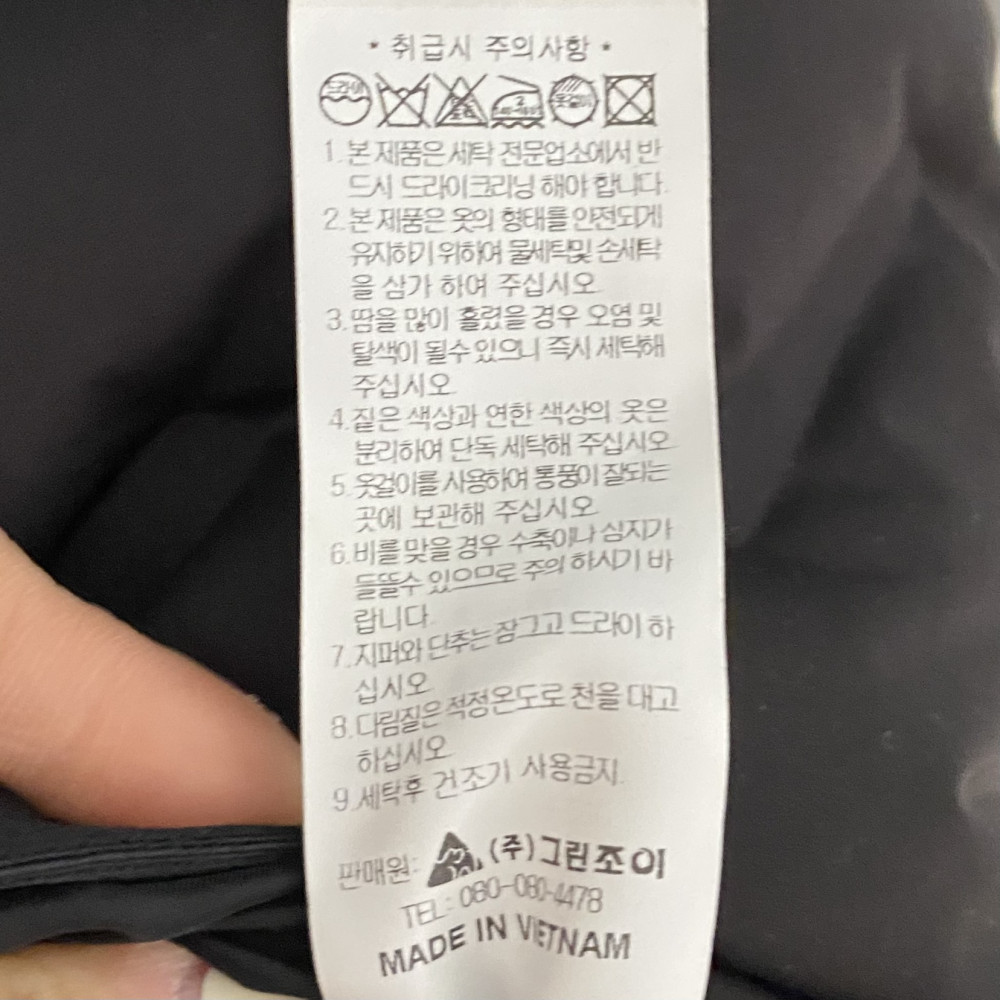 * 취급시 주의사항 *
드라이
옷걸이
1. 본 제품은 세탁 전문업소에서 반
드시 드라이크리닝 해야 합니다.
2. 본 제품은 옷의 형태를 안전되게
유지하기 위하여 물세탁및 손세탁
을 삼가 하여 주십시오.
3. 땀을 많이 흘렸을 경우 오염 및
탈색이 될수 있으니 즉시 세탁해
주십시오.
4. 짙은 색상과 연한 색상의 옷은
분리하여 단독 세탁해 주십시오.
5. 옷걸이를 사용하여 통풍이 잘되는
곳에 보관해 주십시오.
6. 비를 맞을 경우 수축이나 심지가
들뜰수 있으므로 주의 하시기 바
랍니다.
7. 지퍼와 단추는 잠그고 드라이 하
십시오.
8. 다림질은 적정온도로 천을 대고
하십시오.
9. 세탁후 건조기 사용금지.
판매원: (주)그린조이
TEL: 080-080-4478
MADE IN VIETNAM